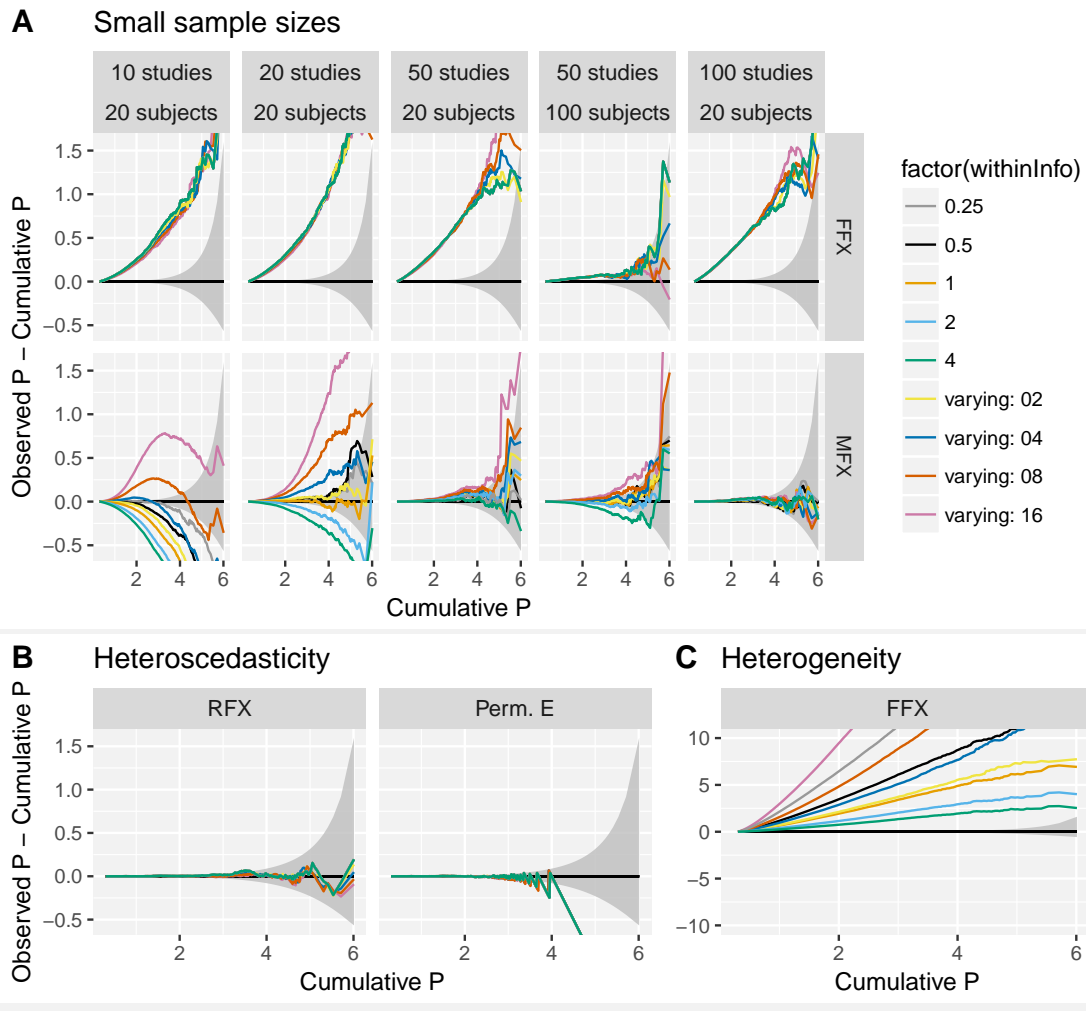 A Small sample sizes
10 studies 20 studies 50 studies 50 studies 100 studies
20 subjects 20 subjects 20 subjects 100 subjects 20 subjects
Observed P − Cumulative P
1.5
1.0
0.5
0.0
−0.5
FFX
1.5
1.0
0.5
0.0
−0.5
MFX
2 4 6 2 4 6 2 4 6 2 4 6 2 4 6
Cumulative P
factor(withinInfo)
0.25
0.5
1
2
4
varying: 02
varying: 04
varying: 08
varying: 16
B Heteroscedasticity
RFX Perm. E
Observed P − Cumulative P
1.5
1.0
0.5
0.0
−0.5
2 4 6 2 4 6
Cumulative P
C Heterogeneity
FFX
10
5
0
−5
−10
2 4 6
Cumulative P